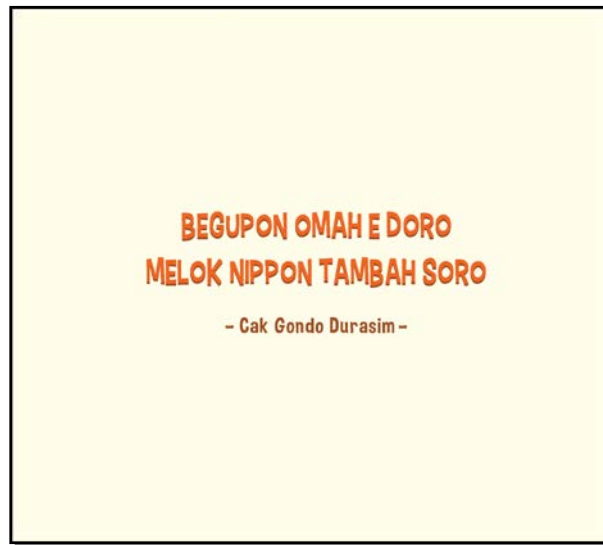 BEGUPON OMAH E DORO
MELOK NIPPON TAMBAH SORO
- Cak Gondo Durasim -